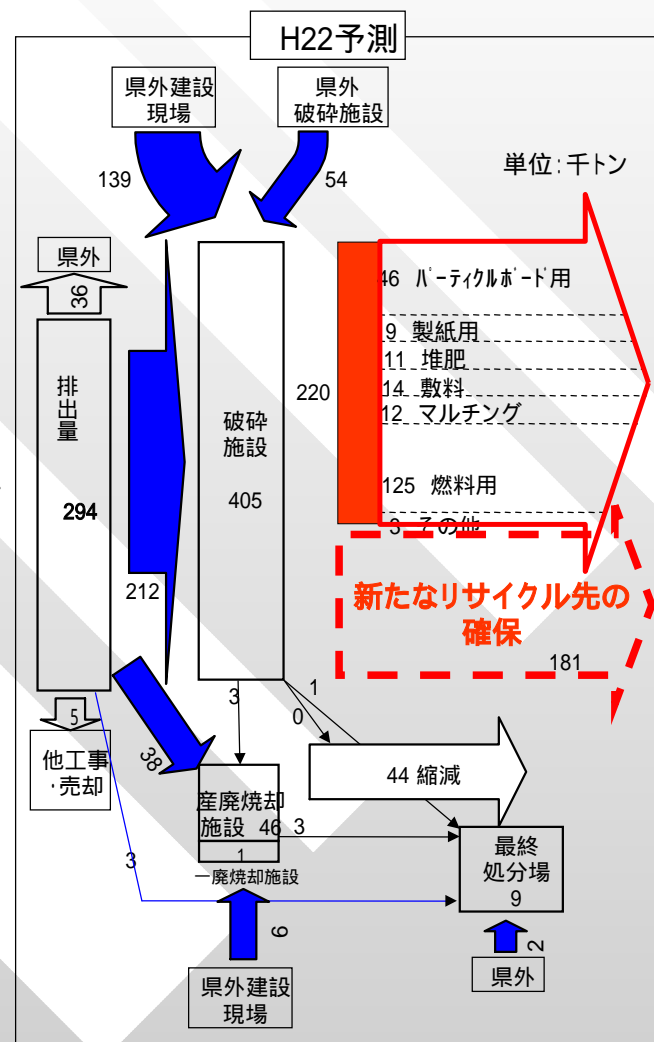 H22予測
県外建設
現場
県外
破砕施設
単位:千トン
139
54
県外
36
排出量
294
212
破砕
施設
405
220
46 パーティクルボード用
9 製紙用
11 堆肥
14 敷料
12 マルチング
125 燃料用
3 その他
新たなリサイクル先の
確保
181
5
他工事
・売却
38
3
3
0
1
44 縮減
産廃焼却
施設 46
3
1
一廃焼却施設
最終
処分場
9
6
県外建設
現場
2
県外